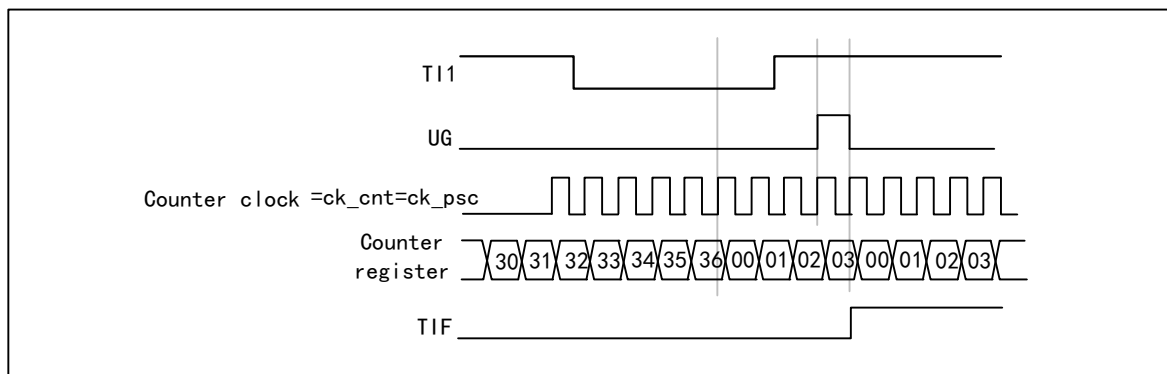 TI1
UG
Counter clock =ck_cnt=ck_psc
Counter
register
30 31 32 33 34 35 36 00 01 02 03 00 01 02 03
TIF